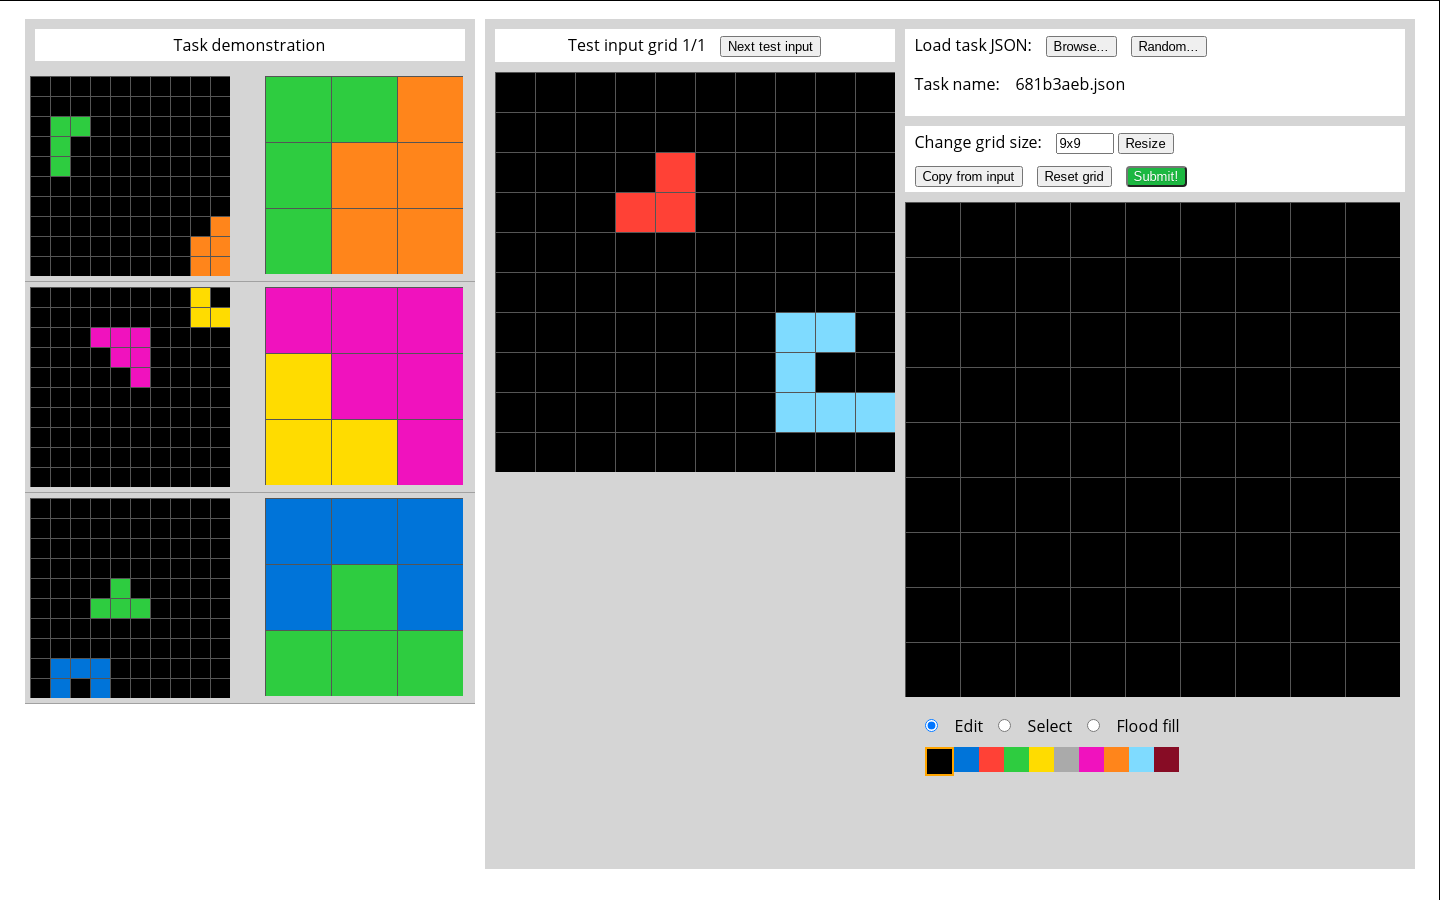 Task demonstration
Test input grid 1/1
Next test input
Load task JSON:
Browse...
Random...
Task name:
681b3aeb.json
Change grid size:
9x9
Resize
Copy from input
Reset grid
Submit!
Edit
Select
Flood fill